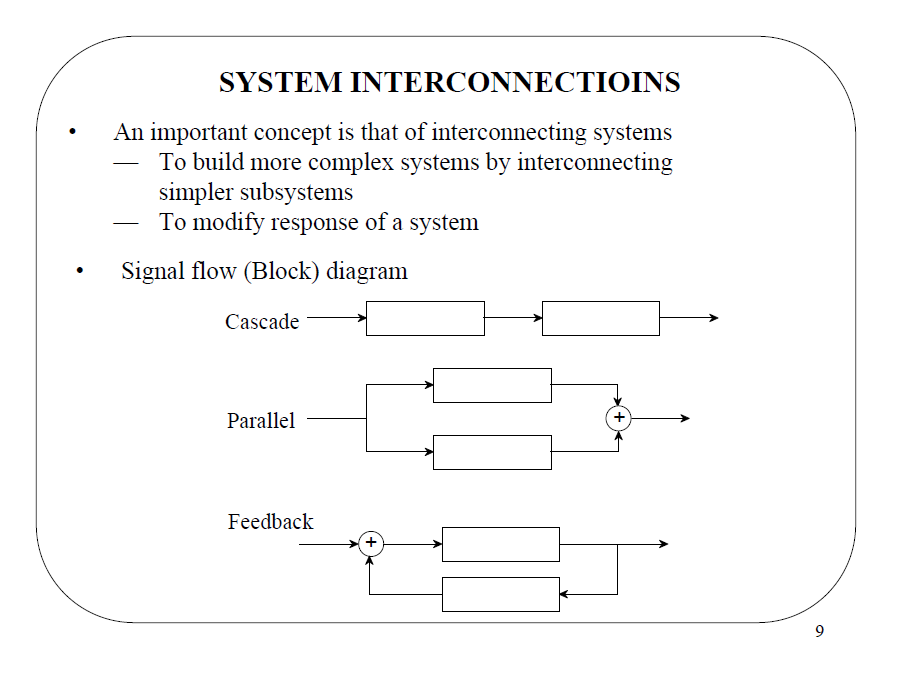 SYSTEM INTERCONNECTIOINS
• An important concept is that of interconnecting systems
— To build more complex systems by interconnecting
simpler subsystems
— To modify response of a system
• Signal flow (Block) diagram
Cascade
Parallel
+
Feedback
+
9